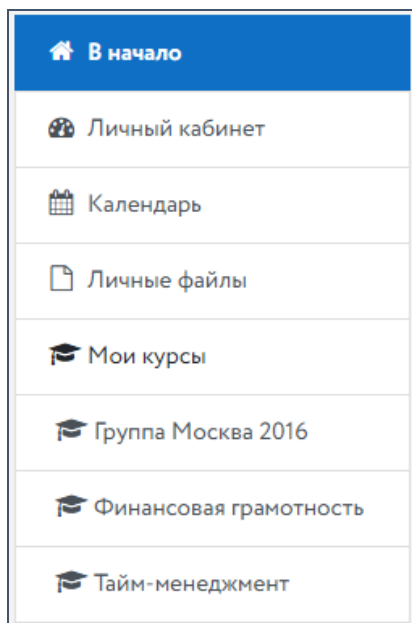 В начало
Личный кабинет
Календарь
Личные файлы
Мои курсы
Группа Москва 2016
Финансовая грамотность
Тайм-менеджмент